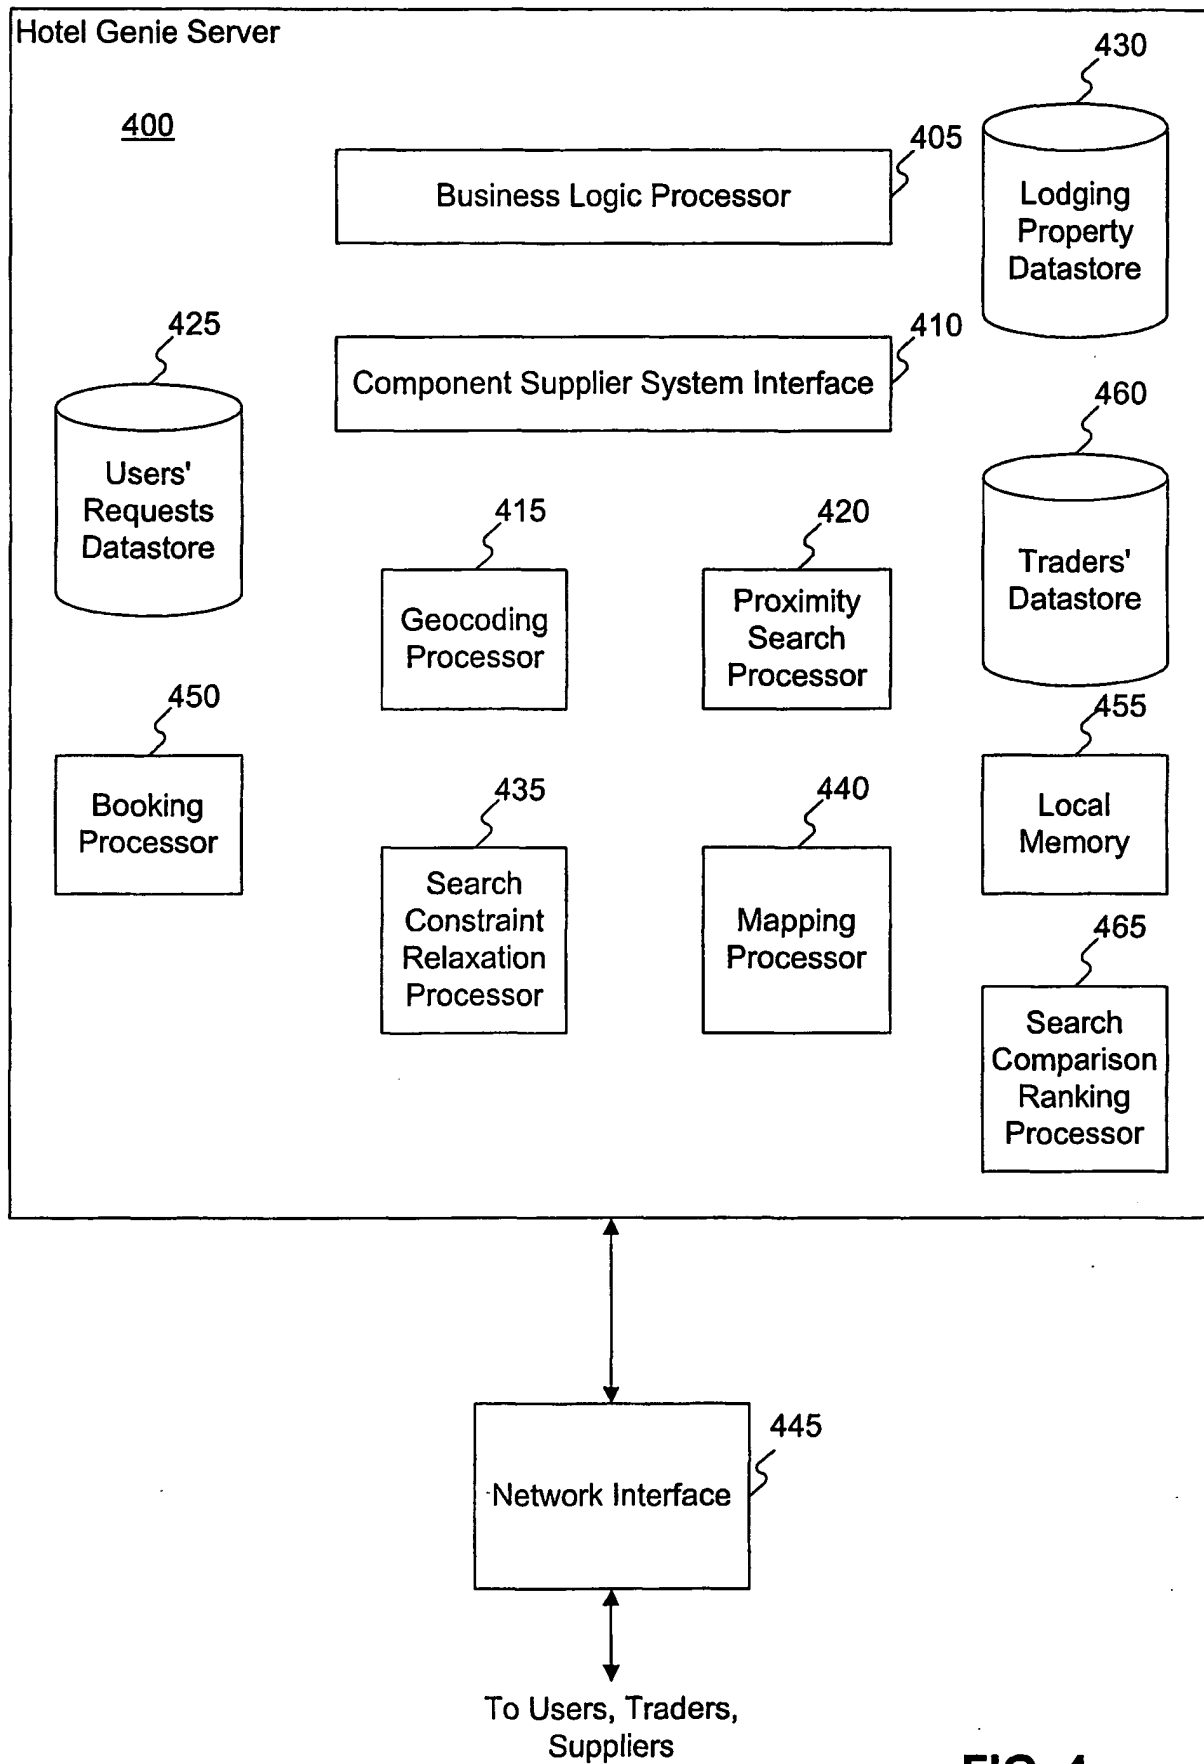 Hotel Genie Server
430
400
405
Business Logic Processor
Lodging
Property
Datastore
425
410
Component Supplier System Interface
460
Users'
Requests
Datastore
415
420
Traders'
Datastore
Geocoding
Processor
Proximity
Search
Processor
450
455
Booking
Processor
435
440
Local
Memory
Search
Constraint
Relaxation
Processor
Mapping
Processor
465
Search
Comparison
Ranking
Processor
445
Network Interface
To Users, Traders,
Suppliers
FIG. 4